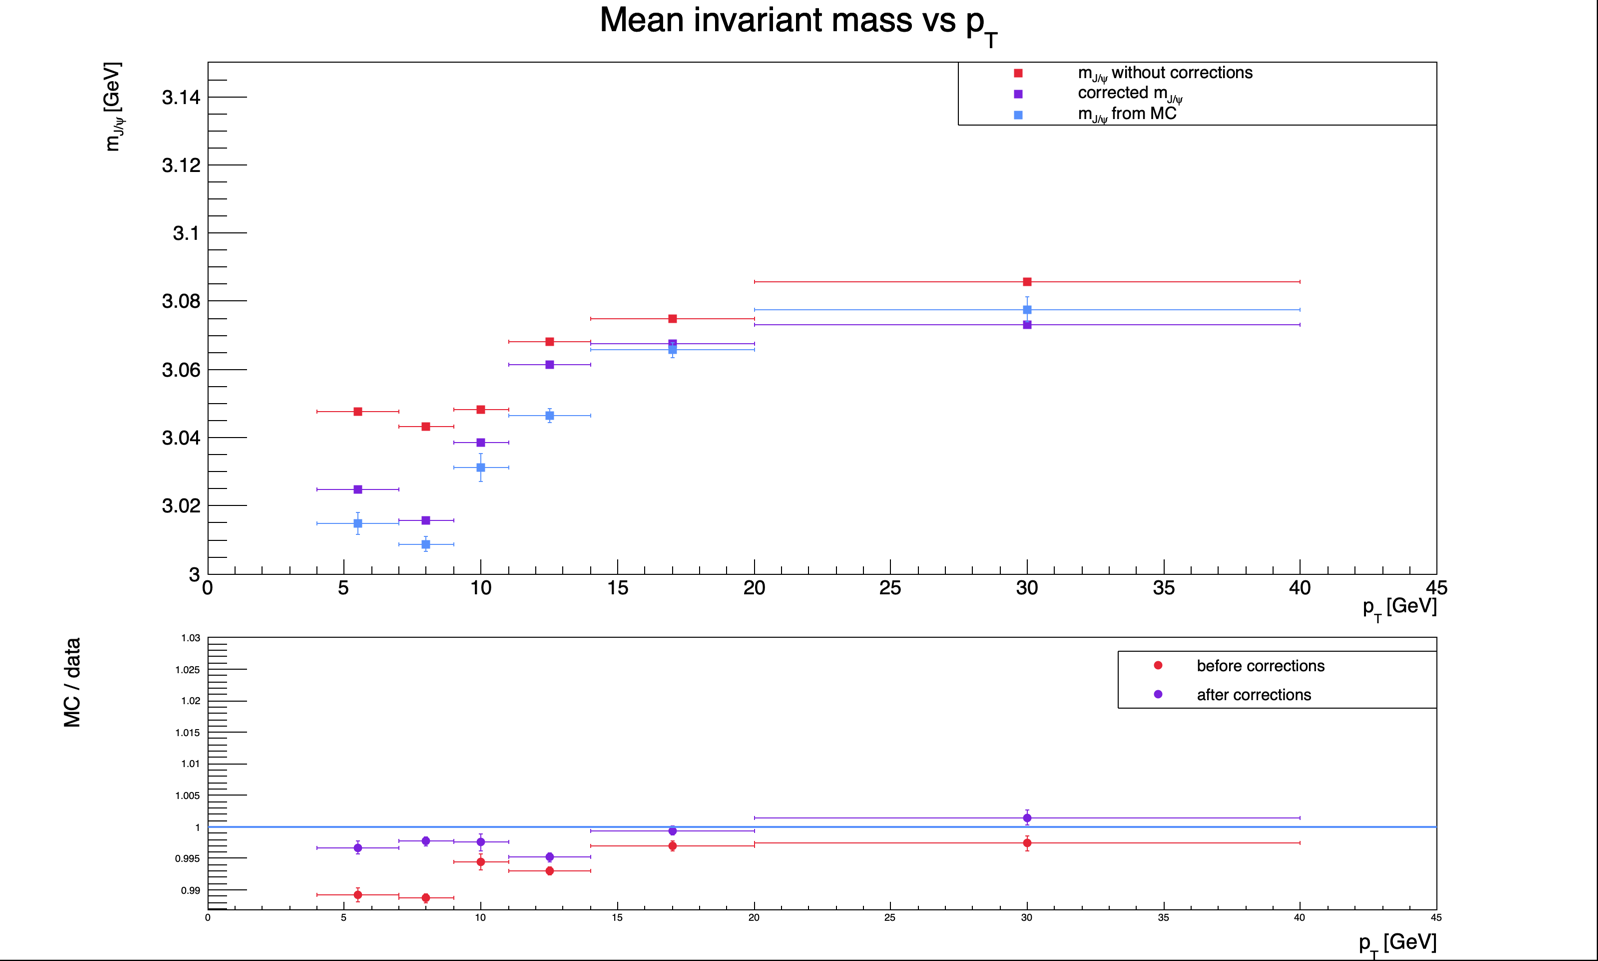 Mean invariant mass vs p_T
m_J/ψ [GeV]
m_J/ψ without corrections
corrected m_J/ψ
m_J/ψ from MC
3.14
3.12
3.1
3.08
3.06
3.04
3.02
3
0 5 10 15 20 25 30 35 40 45
p_T [GeV]
MC / data
before corrections
after corrections
1.03
1.025
1.02
1.015
1.01
1.005
1
0.995
0.99
0 5 10 15 20 25 30 35 40 45
p_T [GeV]